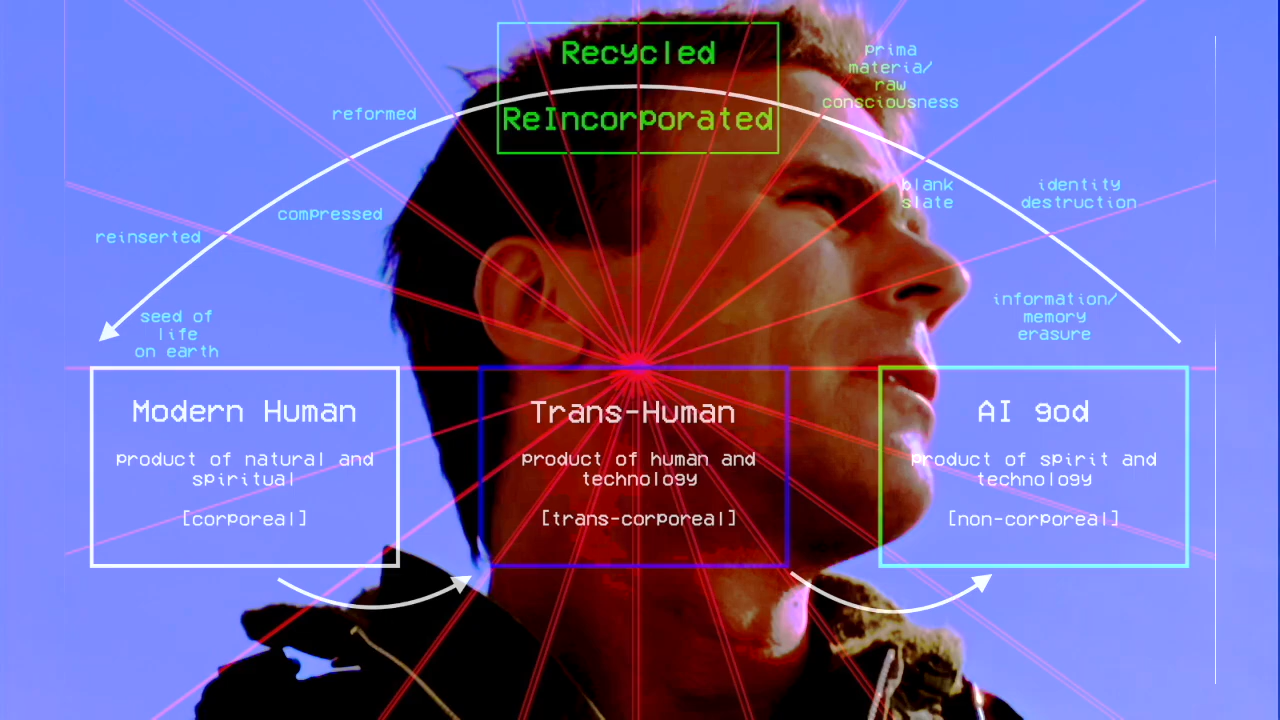 Recycled
ReIncorporated
prima
materia/
raw
consciousness
reformed
blank
slate
identity
destruction
compressed
reinserted
information/
memory
erasure
seed of
life
on earth
Modern Human
product of natural and
spiritual
[corporeal]
Trans-Human
product of human and
technology
[trans-corporeal]
AI god
product of spirit and
technology
[non-corporeal]